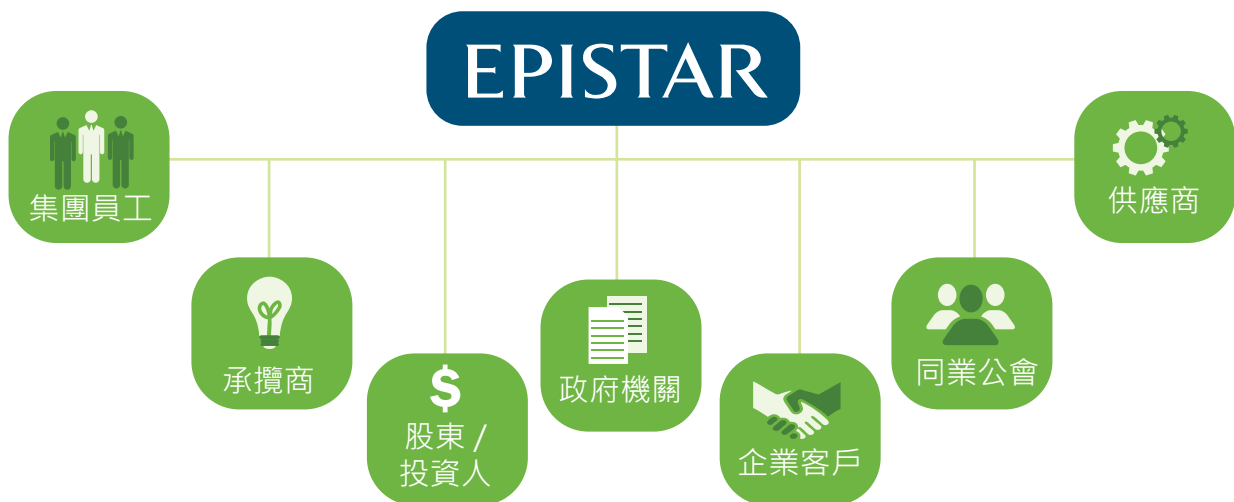 EPISTAR
集團員工
承攬商
股東 /
投資人
政府機關
企業客戶
同業公會
供應商